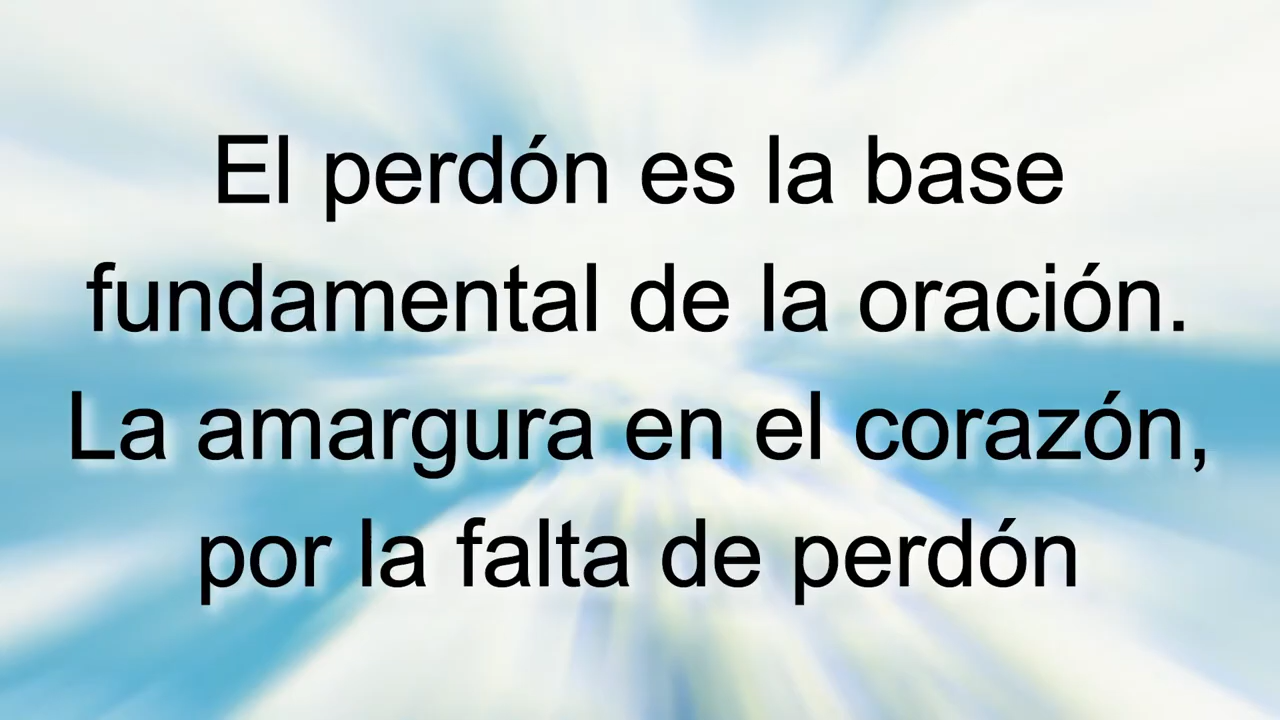 El perdón es la base
fundamental de la oración.
La amargura en el corazón,
por la falta de perdón